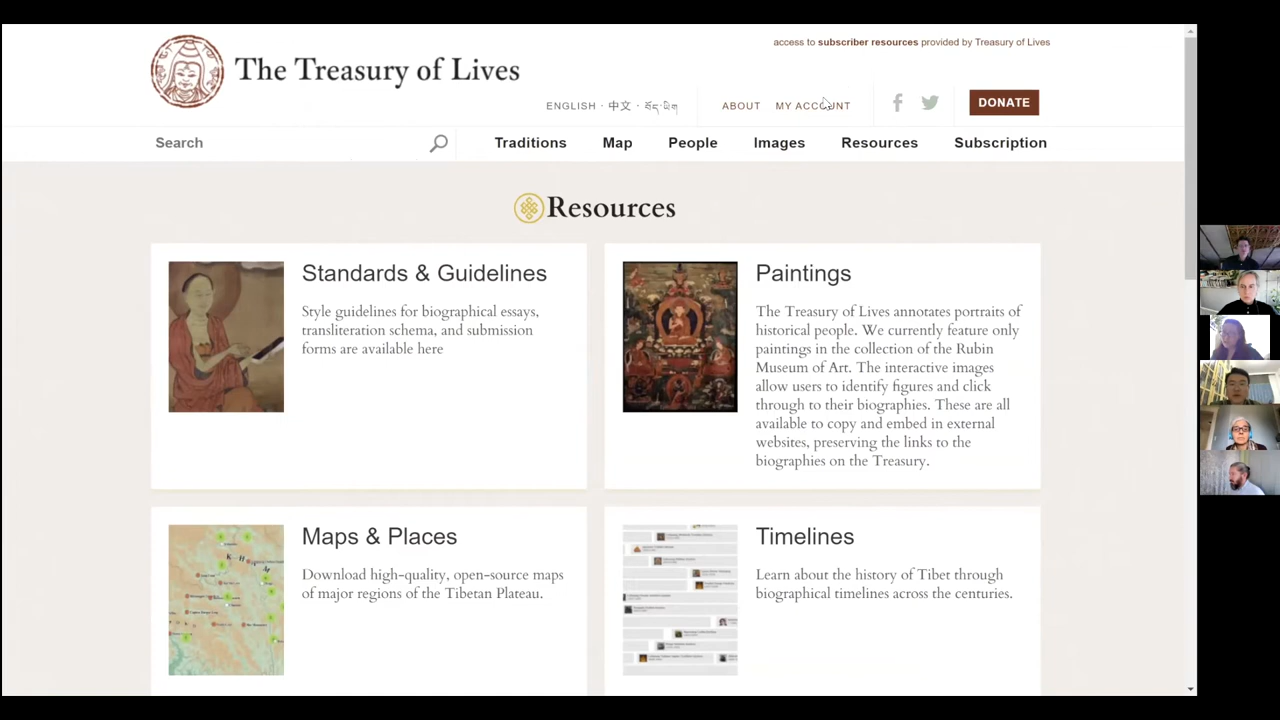 access to subscriber resources provided by Treasury of Lives
The Treasury of Lives
ENGLISH · 中文 · བོད་ཡིག
ABOUT
MY ACCOUNT
DONATE
Search
Traditions
Map
People
Images
Resources
Subscription
Resources
Standards & Guidelines
Style guidelines for biographical essays,
transliteration schema, and submission
forms are available here
Paintings
The Treasury of Lives annotates portraits of
historical people. We currently feature only
paintings in the collection of the Rubin
Museum of Art. The interactive images
allow users to identify figures and click
through to their biographies. These are all
available to copy and embed in external
websites, preserving the links to the
biographies on the Treasury.
Maps & Places
Download high-quality, open-source maps
of major regions of the Tibetan Plateau.
Timelines
Learn about the history of Tibet through
biographical timelines across the centuries.